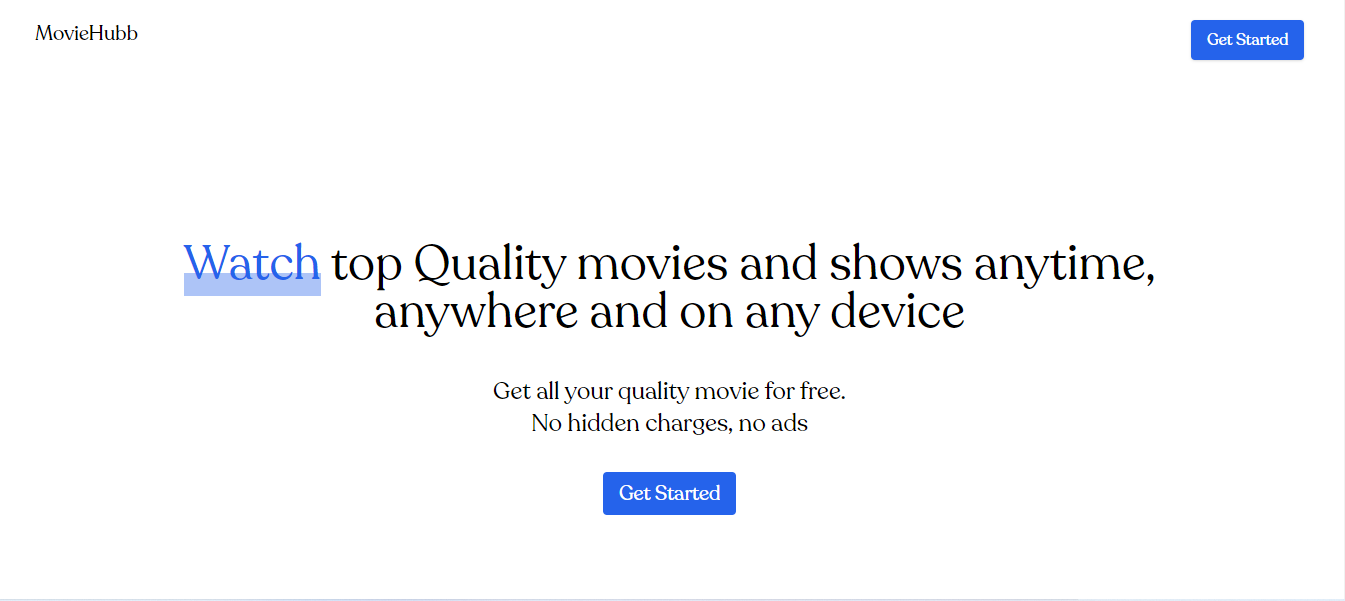 MovieHubb
Get Started
Watch top Quality movies and shows anytime,
anywhere and on any device
Get all your quality movie for free.
No hidden charges, no ads
Get Started